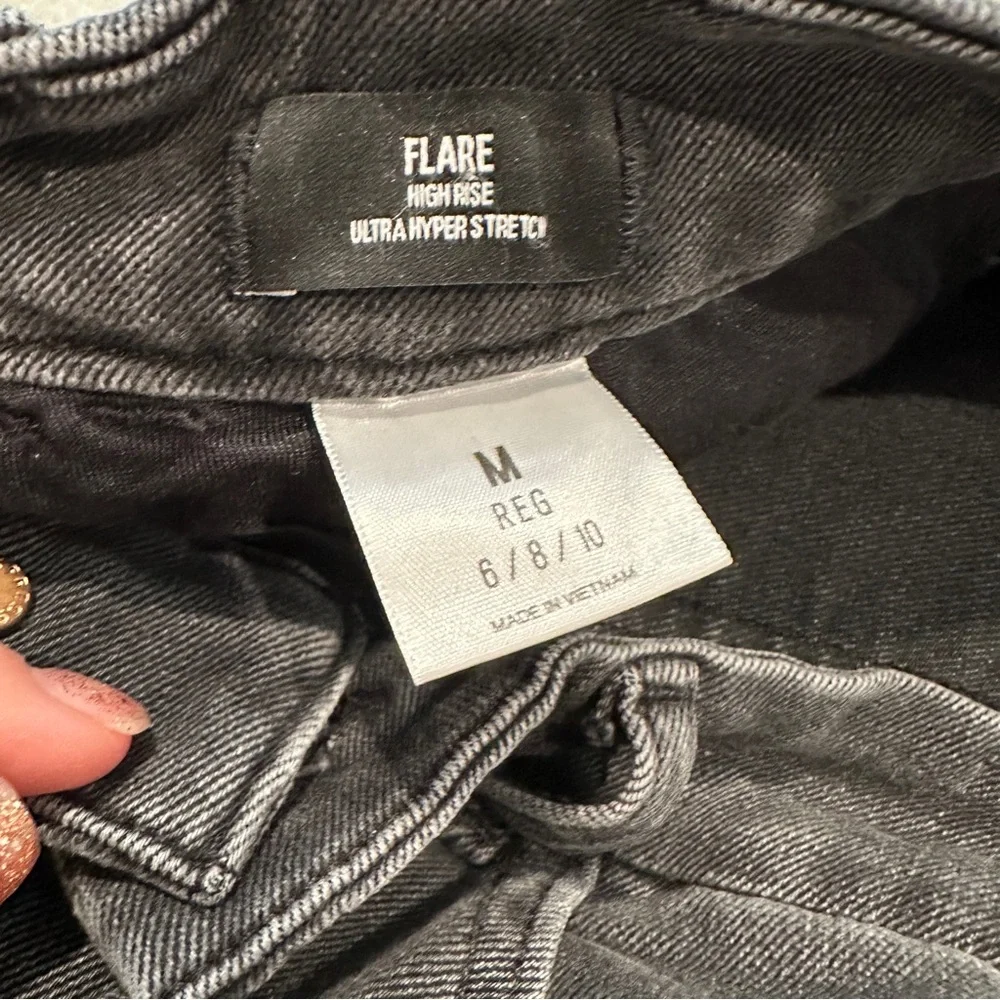 FLARE
HIGH RISE
ULTRA HYPER STRETCH
M
REG
6 / 8 / 10
MADE IN VIETNAM